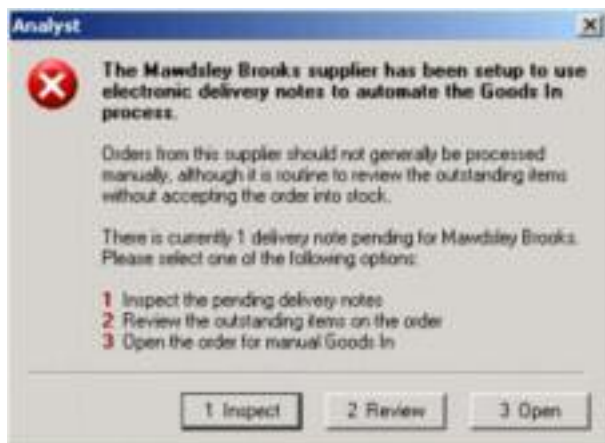 Analyst
The Mawdsley Brooks supplier has been setup to use
electronic delivery notes to automate the Goods In
process.
Orders from this supplier should not generally be processed
manually, although it is routine to review the outstanding items
without accepting the order into stock.
There is currently 1 delivery note pending for Mawdsley Brooks.
Please select one of the following options:
1 Inspect the pending delivery notes
2 Review the outstanding items on the order
3 Open the order for manual Goods In
1 Inspect 2 Review 3 Open